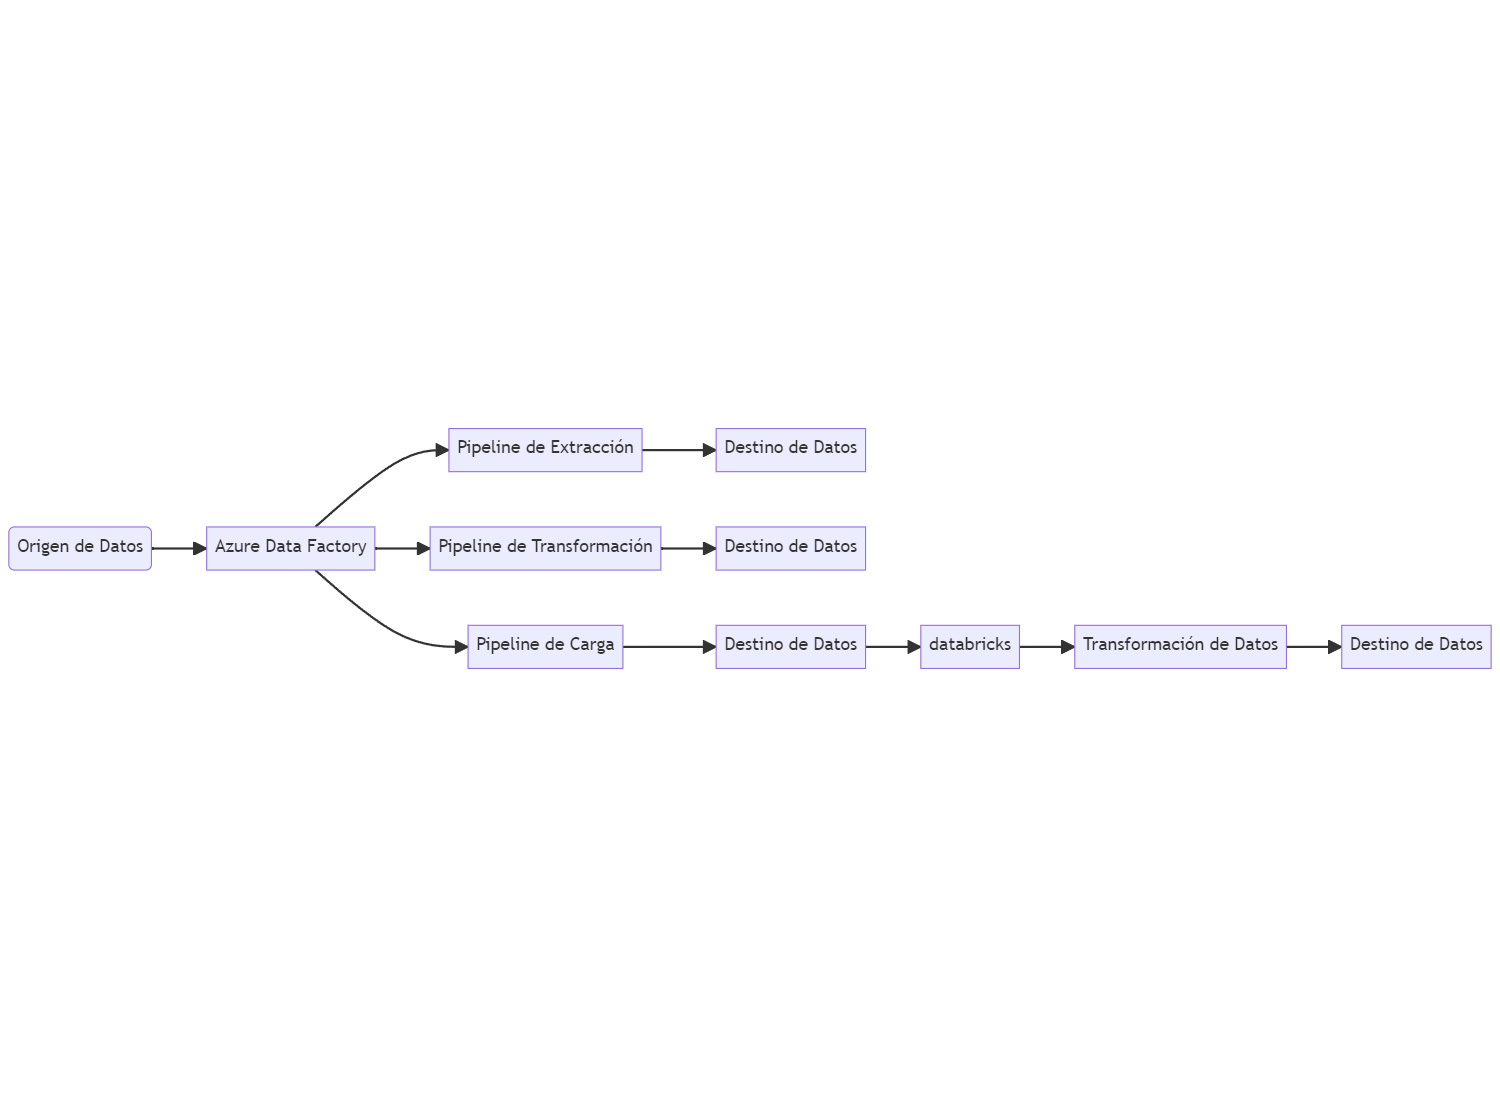 Pipeline de Extracción
Destino de Datos
Origen de Datos
Azure Data Factory
Pipeline de Transformación
Destino de Datos
Pipeline de Carga
Destino de Datos
databricks
Transformación de Datos
Destino de Datos